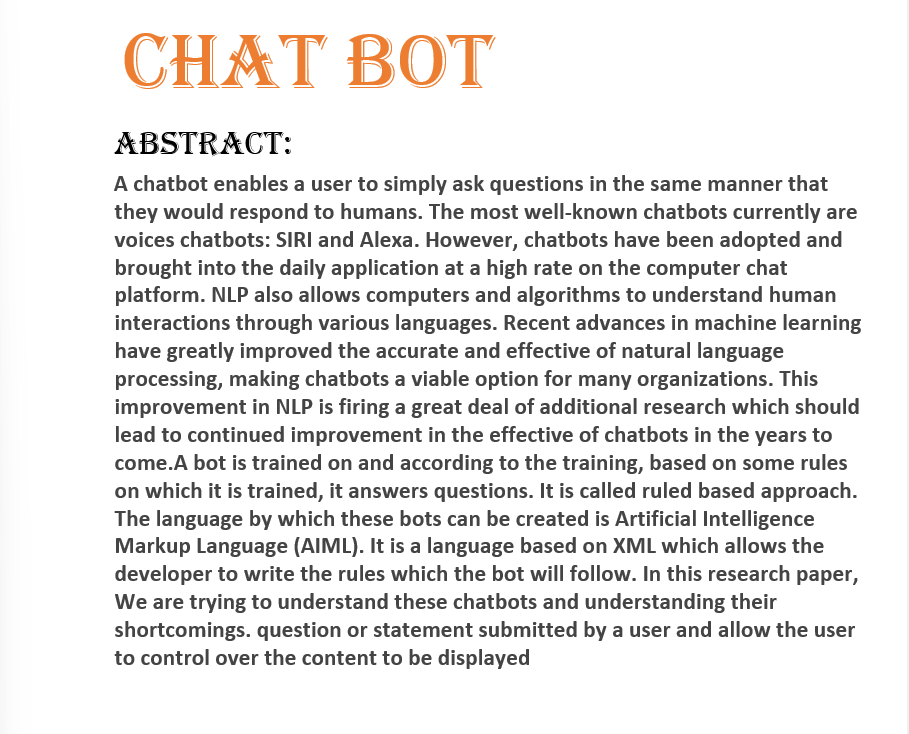 CHAT BOT
ABSTRACT:
A chatbot enables a user to simply ask questions in the same manner that
they would respond to humans. The most well-known chatbots currently are
voices chatbots: SIRI and Alexa. However, chatbots have been adopted and
brought into the daily application at a high rate on the computer chat
platform. NLP also allows computers and algorithms to understand human
interactions through various languages. Recent advances in machine learning
have greatly improved the accurate and effective of natural language
processing, making chatbots a viable option for many organizations. This
improvement in NLP is firing a great deal of additional research which should
lead to continued improvement in the effective of chatbots in the years to
come.A bot is trained on and according to the training, based on some rules
on which it is trained, it answers questions. It is called ruled based approach.
The language by which these bots can be created is Artificial Intelligence
Markup Language (AIML). It is a language based on XML which allows the
developer to write the rules which the bot will follow. In this research paper,
We are trying to understand these chatbots and understanding their
shortcomings. question or statement submitted by a user and allow the user
to control over the content to be displayed